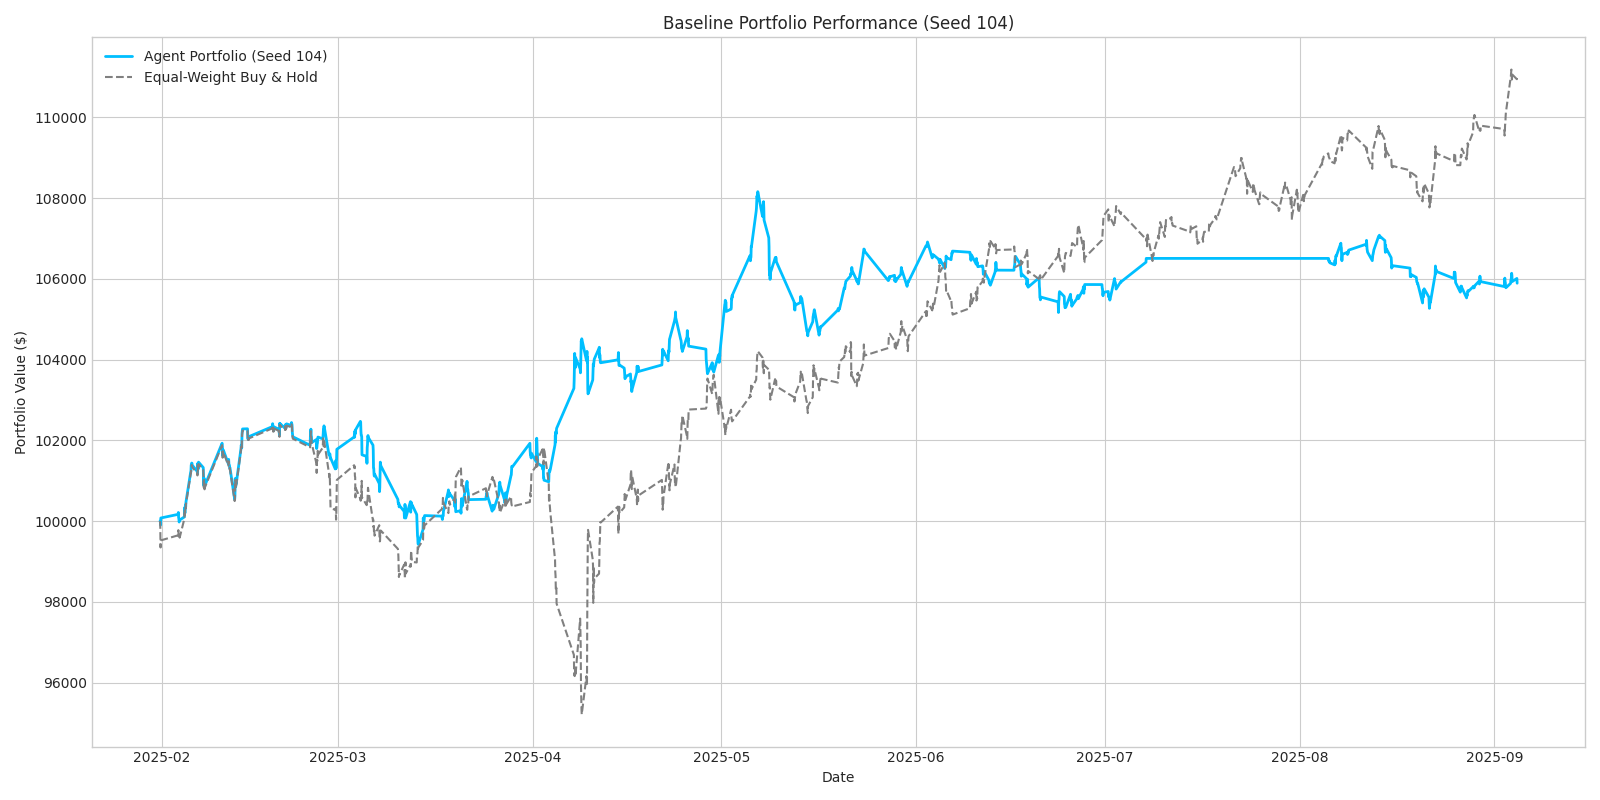 Baseline Portfolio Performance (Seed 104)
Agent Portfolio (Seed 104)
Equal-Weight Buy & Hold
Portfolio Value ($)
110000
108000
106000
104000
102000
100000
98000
96000
2025-02 2025-03 2025-04 2025-05 2025-06 2025-07 2025-08 2025-09
Date